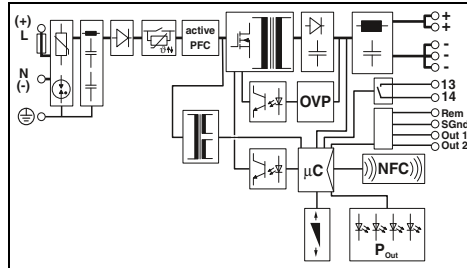 (+)
L
N
(-)
active
PFC
ϑ
OVP
+
+
-
-
-
13
14
Rem
SGnd
Out 1
Out 2
µC
NFC
P Out